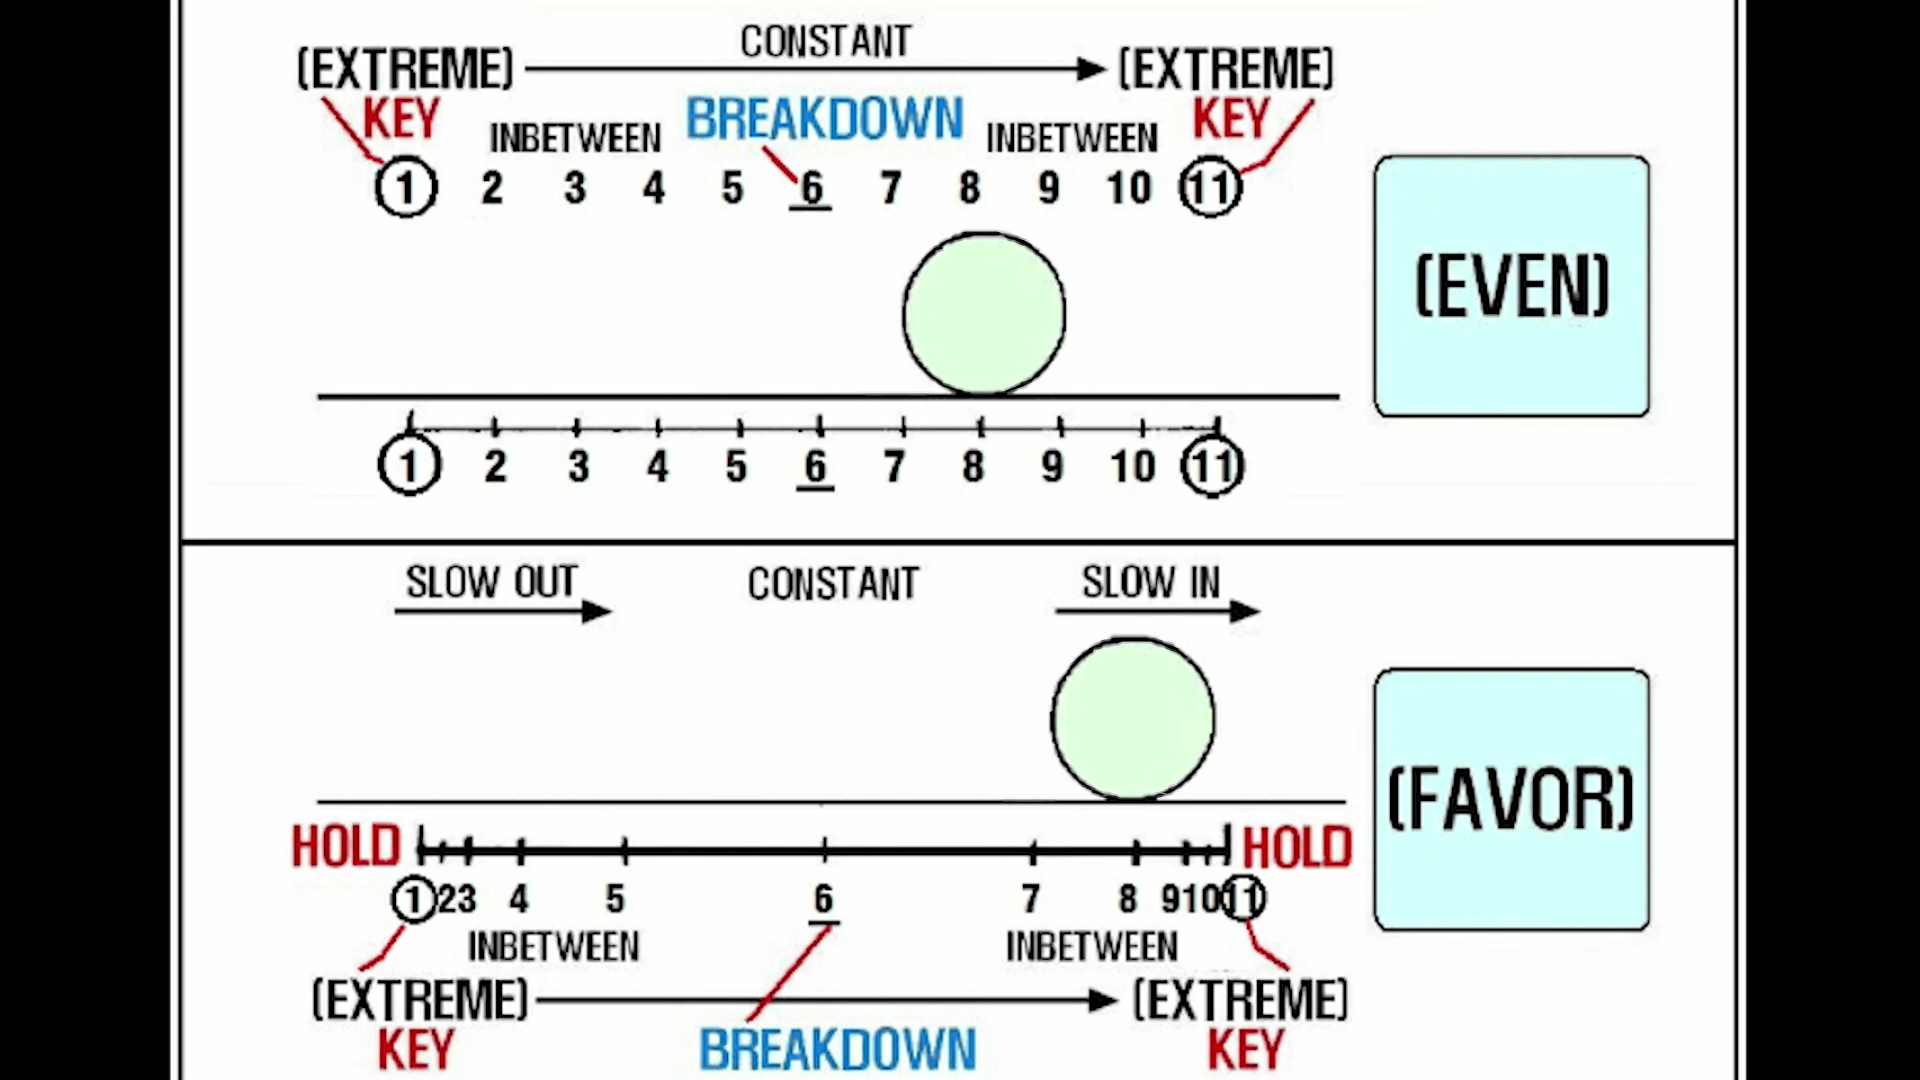 CONSTANT
(EXTREME) (EXTREME)
KEY INBETWEEN BREAKDOWN INBETWEEN KEY
1 2 3 4 5 6 7 8 9 10 11
(EVEN)
1 2 3 4 5 6 7 8 9 10 11
SLOW OUT CONSTANT SLOW IN
(FAVOR)
HOLD HOLD
1 2 3 4 5 6 7 8 9 10 11
INBETWEEN INBETWEEN
(EXTREME) (EXTREME)
KEY BREAKDOWN KEY